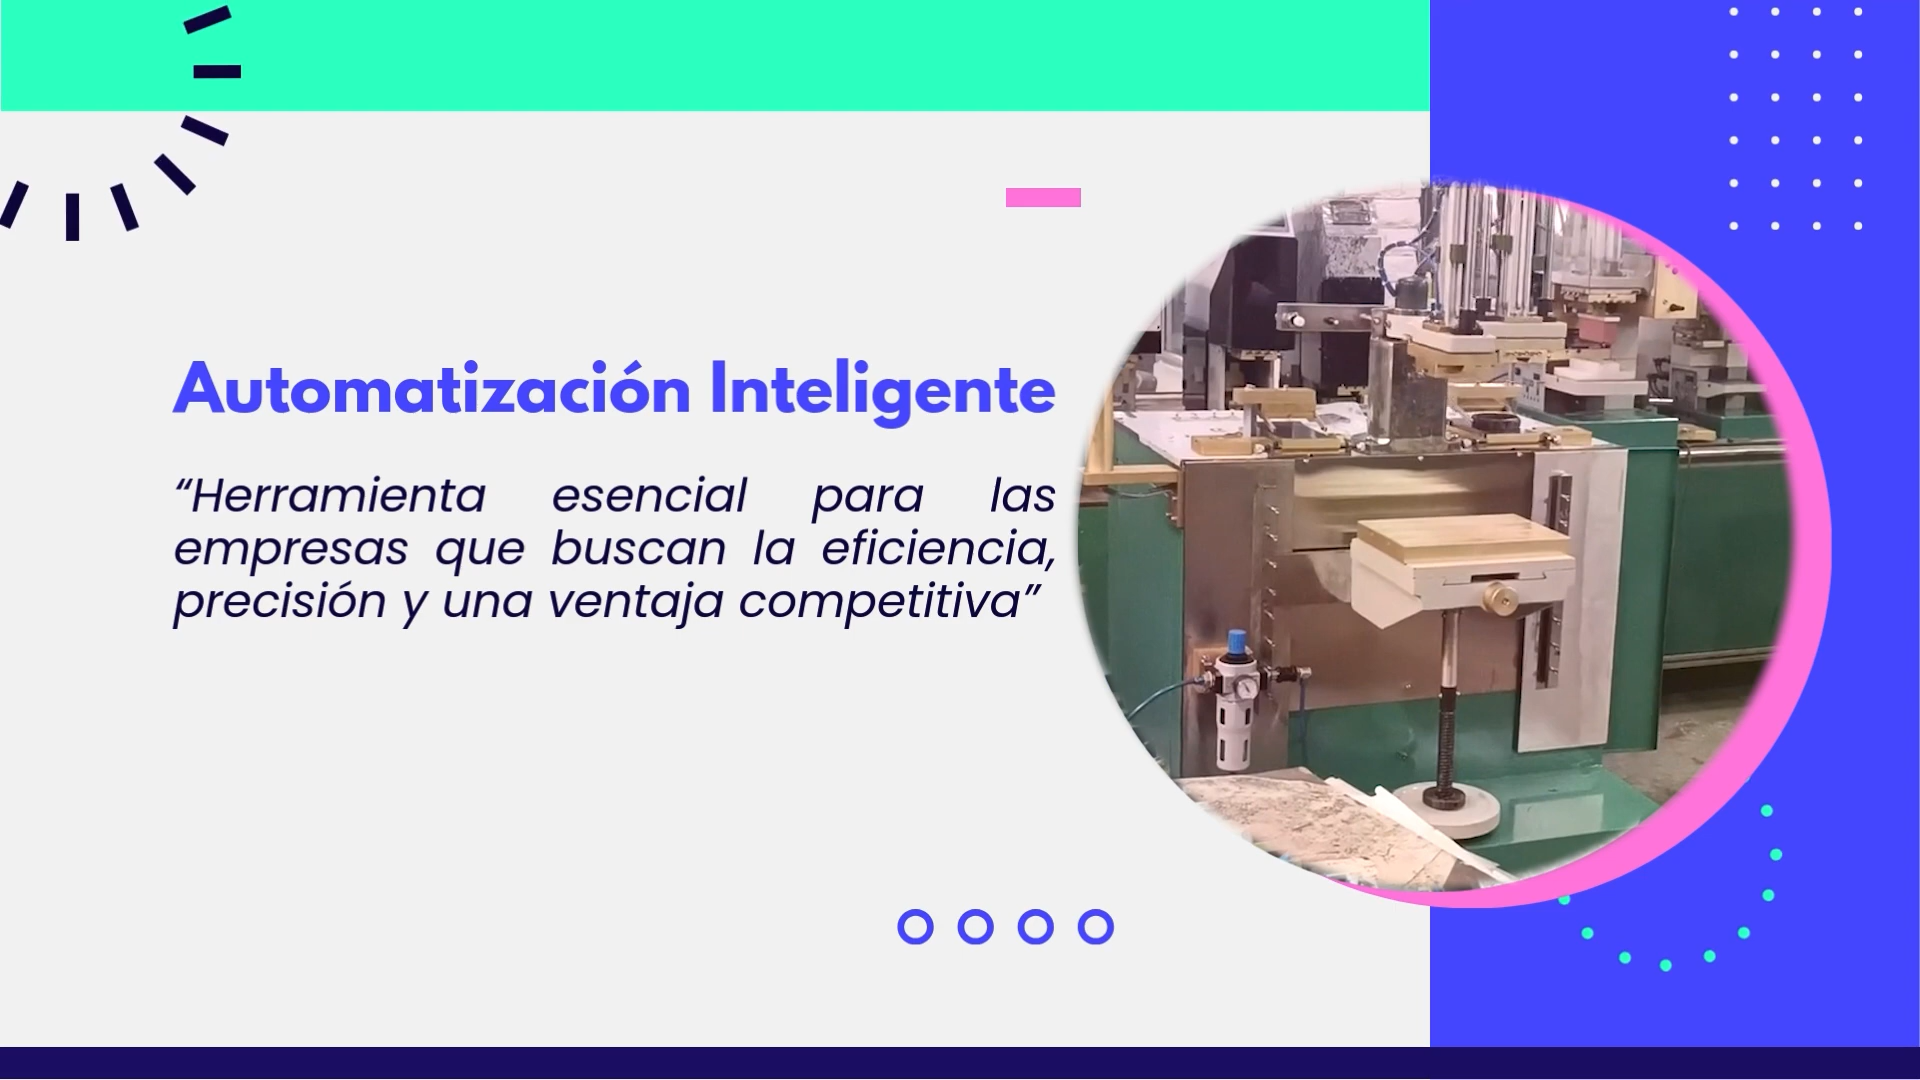 Automatización Inteligente
“Herramienta esencial para las
empresas que buscan la eficiencia,
precisión y una ventaja competitiva”